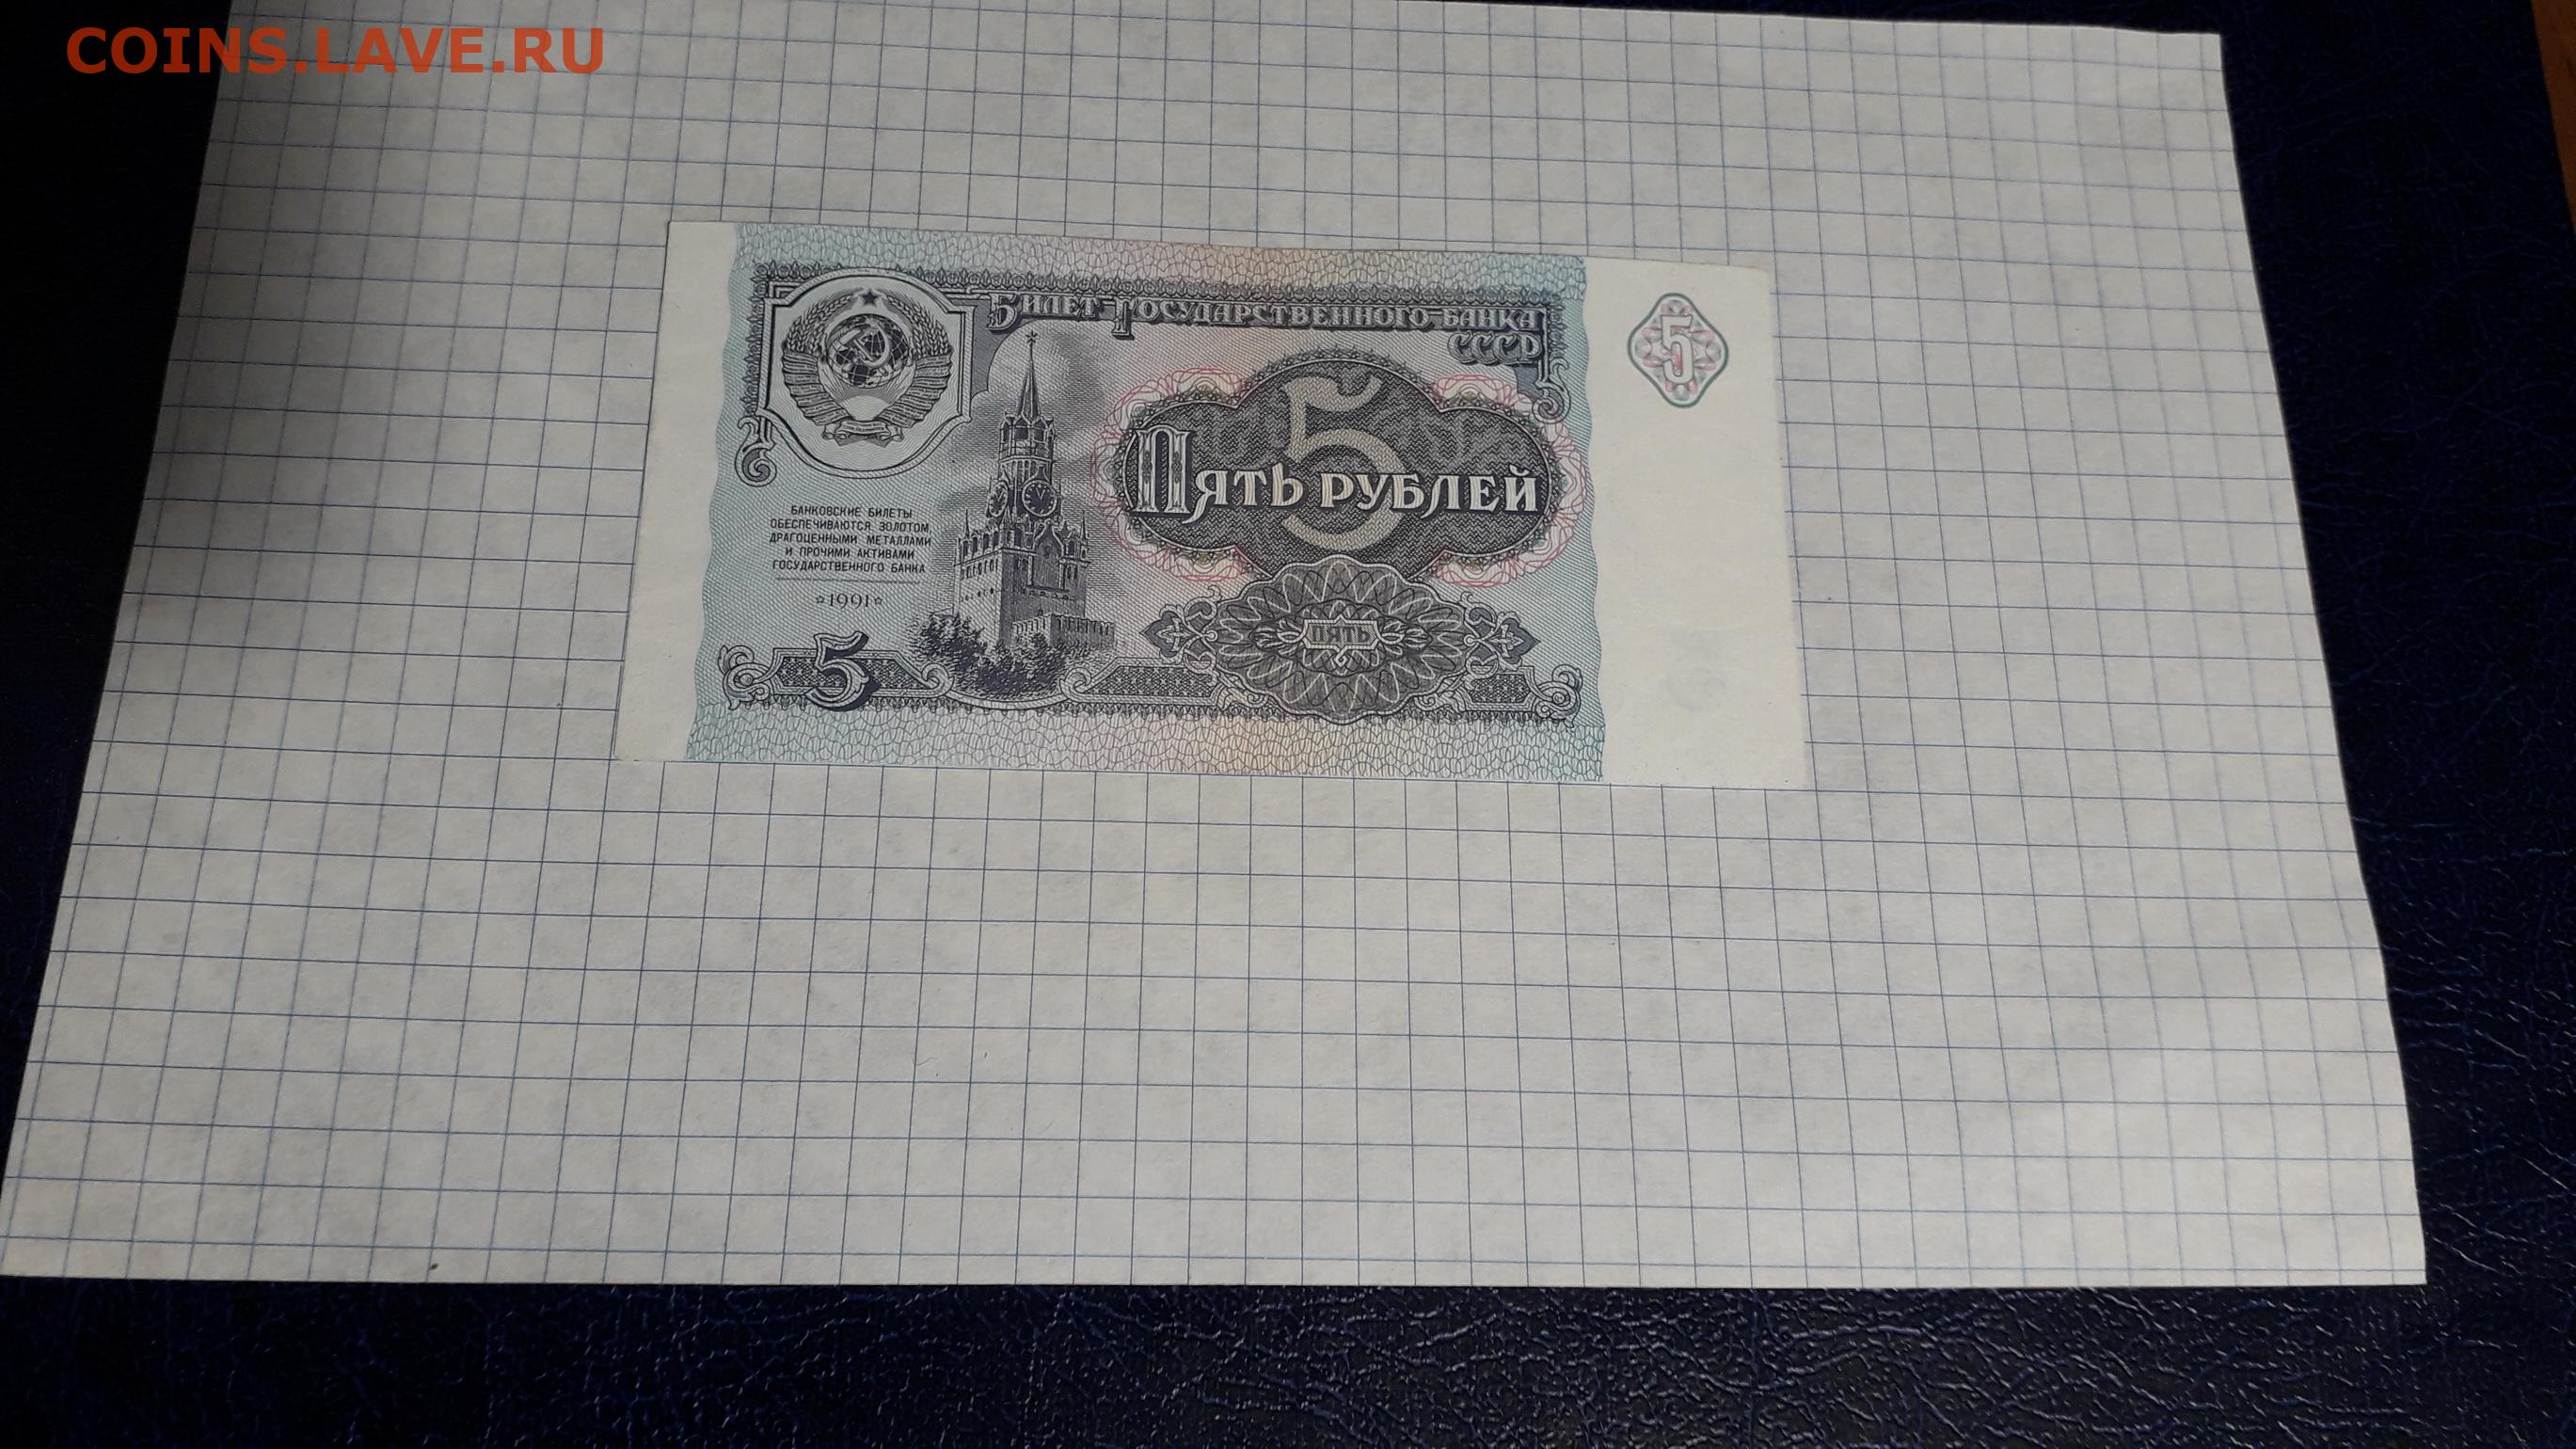 COINS.LAVE.RU
Билет Государственного банка
СССР
5
5
Пять рублей
БАНКОВСКИЕ БИЛЕТЫ
ОБЕСПЕЧИВАЮТСЯ ЗОЛОТОМ,
ДРАГОЦЕННЫМИ МЕТАЛЛАМИ
И ПРОЧИМИ АКТИВАМИ
ГОСУДАРСТВЕННОГО БАНКА
1991
ПЯТЬ
5